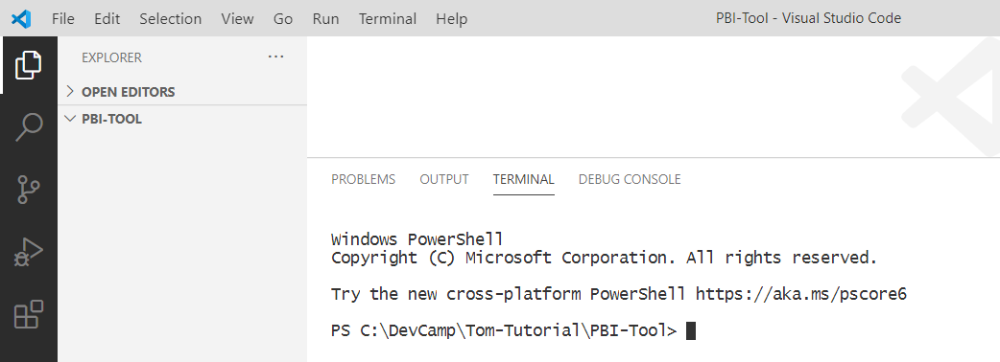 File Edit Selection View Go Run Terminal Help PBI-Tool - Visual Studio Code
EXPLORER ...
OPEN EDITORS
PBI-TOOL
PROBLEMS OUTPUT TERMINAL DEBUG CONSOLE
Windows PowerShell
Copyright (C) Microsoft Corporation. All rights reserved.
Try the new cross-platform PowerShell https://aka.ms/pscore6
PS C:\DevCamp\Tom-Tutorial\PBI-Tool>